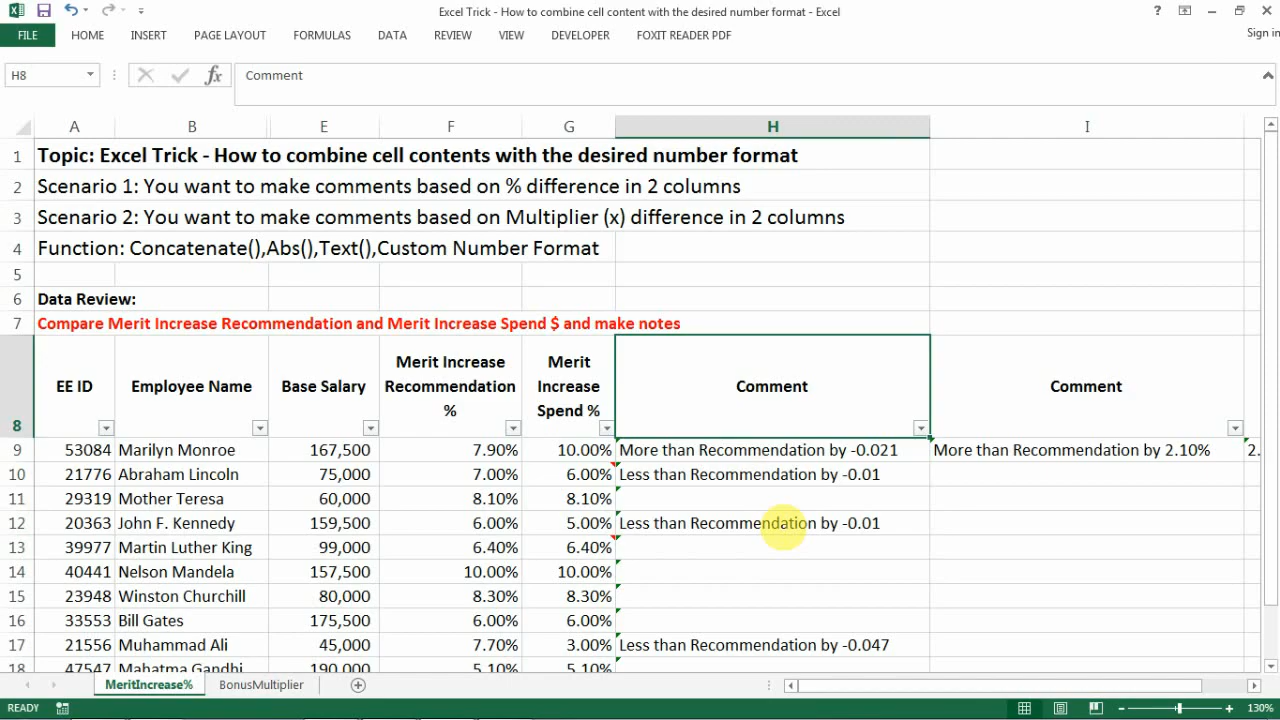 Excel Trick - How to combine cell content with the desired number format - Excel
FILE HOME INSERT PAGE LAYOUT FORMULAS DATA REVIEW VIEW DEVELOPER FOXIT READER PDF Sign in
H8 fx Comment
A B E F G H I
1 Topic: Excel Trick - How to combine cell contents with the desired number format
2 Scenario 1: You want to make comments based on % difference in 2 columns
3 Scenario 2: You want to make comments based on Multiplier (x) difference in 2 columns
4 Function: Concatenate(),Abs(),Text(),Custom Number Format
5
6 Data Review:
7 Compare Merit Increase Recommendation and Merit Increase Spend $ and make notes
8 EE ID Employee Name Base Salary Merit Increase Recommendation % Merit Increase Spend % Comment Comment
9 53084 Marilyn Monroe 167,500 7.90% 10.00% More than Recommendation by -0.021 More than Recommendation by 2.10% 2.
10 21776 Abraham Lincoln 75,000 7.00% 6.00% Less than Recommendation by -0.01
11 29319 Mother Teresa 60,000 8.10% 8.10%
12 20363 John F. Kennedy 159,500 6.00% 5.00% Less than Recommendation by -0.01
13 39977 Martin Luther King 99,000 6.40% 6.40%
14 40441 Nelson Mandela 157,500 10.00% 10.00%
15 23948 Winston Churchill 80,000 8.30% 8.30%
16 33553 Bill Gates 175,500 6.00% 6.00%
17 21556 Muhammad Ali 45,000 7.70% 3.00% Less than Recommendation by -0.047
18 47547 Mahatma Gandhi 190,000 5.10% 5.10%
MeritIncrease% BonusMultiplier
READY 130%